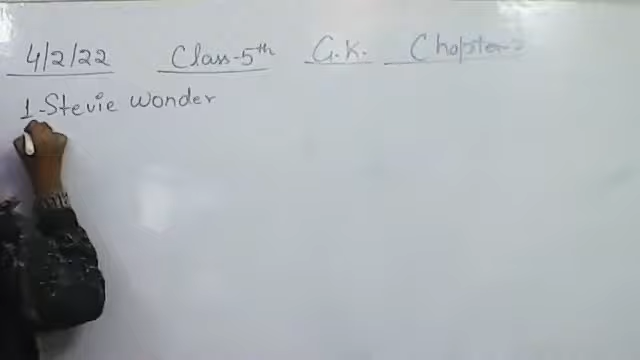 4/2/22 Class-5th G.K. Chapter-
1-Stevie wonder